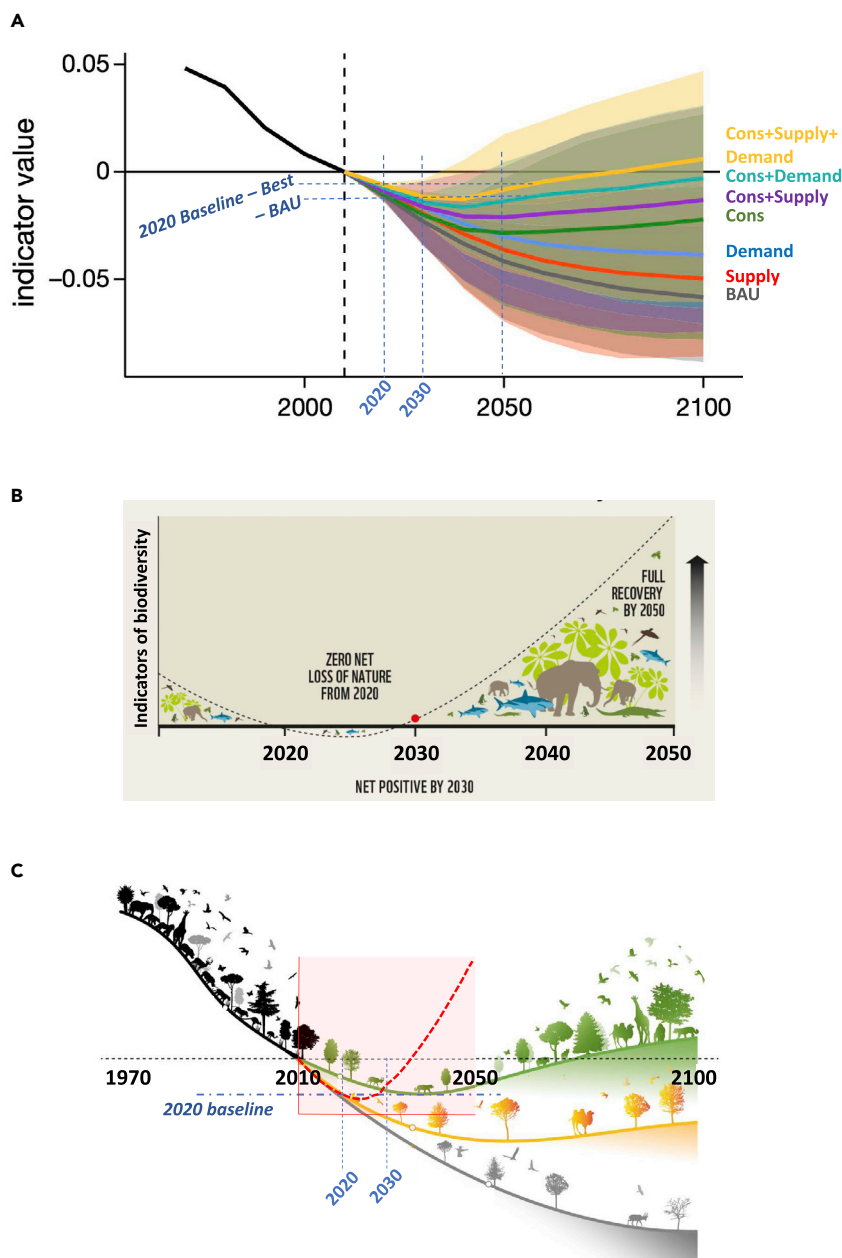 A
0.05
0
−0.05
indicator value
2020 Baseline – Best
– BAU
Cons+Supply+
Demand
Cons+Demand
Cons+Supply
Cons
Demand
Supply
BAU
2000
2020
2030
2050
2100
B
Indicators of biodiversity
ZERO NET
LOSS OF NATURE
FROM 2020
FULL
RECOVERY
BY 2050
2020
2030
2040
2050
NET POSITIVE BY 2030
C
1970
2010
2050
2100
2020 baseline
2020
2030